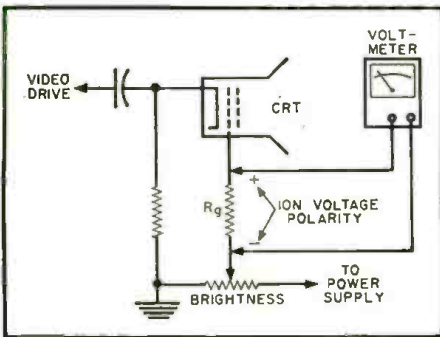 VOLT-
METER
VIDEO
DRIVE
CRT
+
Rg
ION VOLTAGE
POLARITY
–
TO
POWER
SUPPLY
BRIGHTNESS